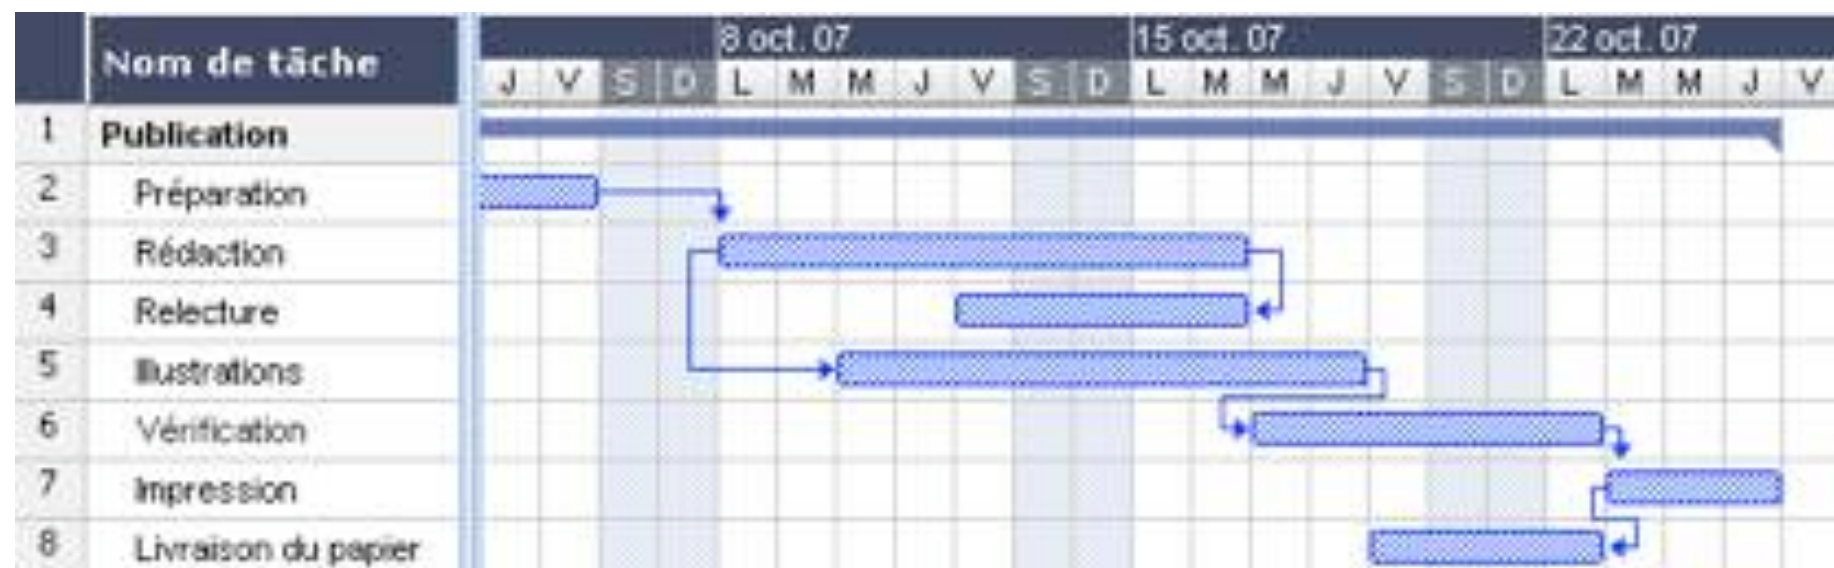 Nom de tâche
8 oct. 07 15 oct. 07 22 oct. 07
J V S D L M M J V S D L M M J V S D L M M J V
1 Publication
2 Préparation
3 Rédaction
4 Relecture
5 Illustrations
6 Vérification
7 Impression
8 Livraison du papier